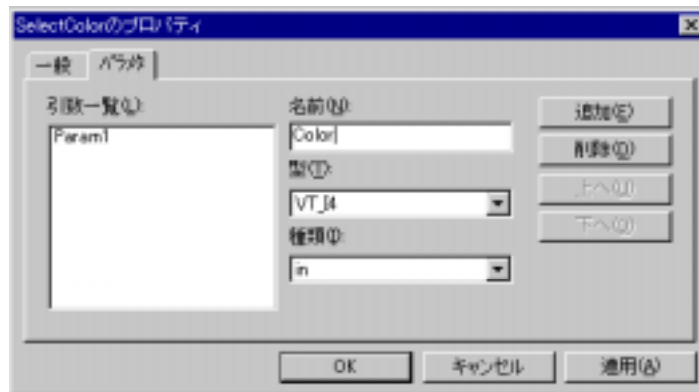 SelectColorのプロパティ
一般 パラメタ
引数一覧(L):
Param1
名前(N):
Color
型(T):
VT_I4
種類(I):
in
追加(E)
削除(D)
上へ(U)
下へ(O)
OK キャンセル 適用(A)